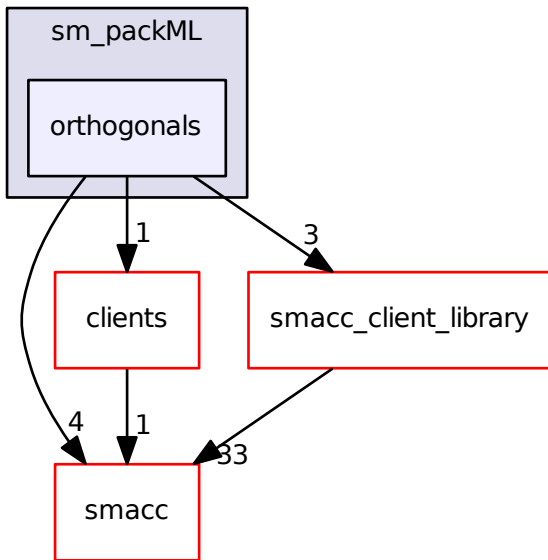 sm_packML
orthogonals
1
3
clients
smacc_client_library
4
1
33
smacc